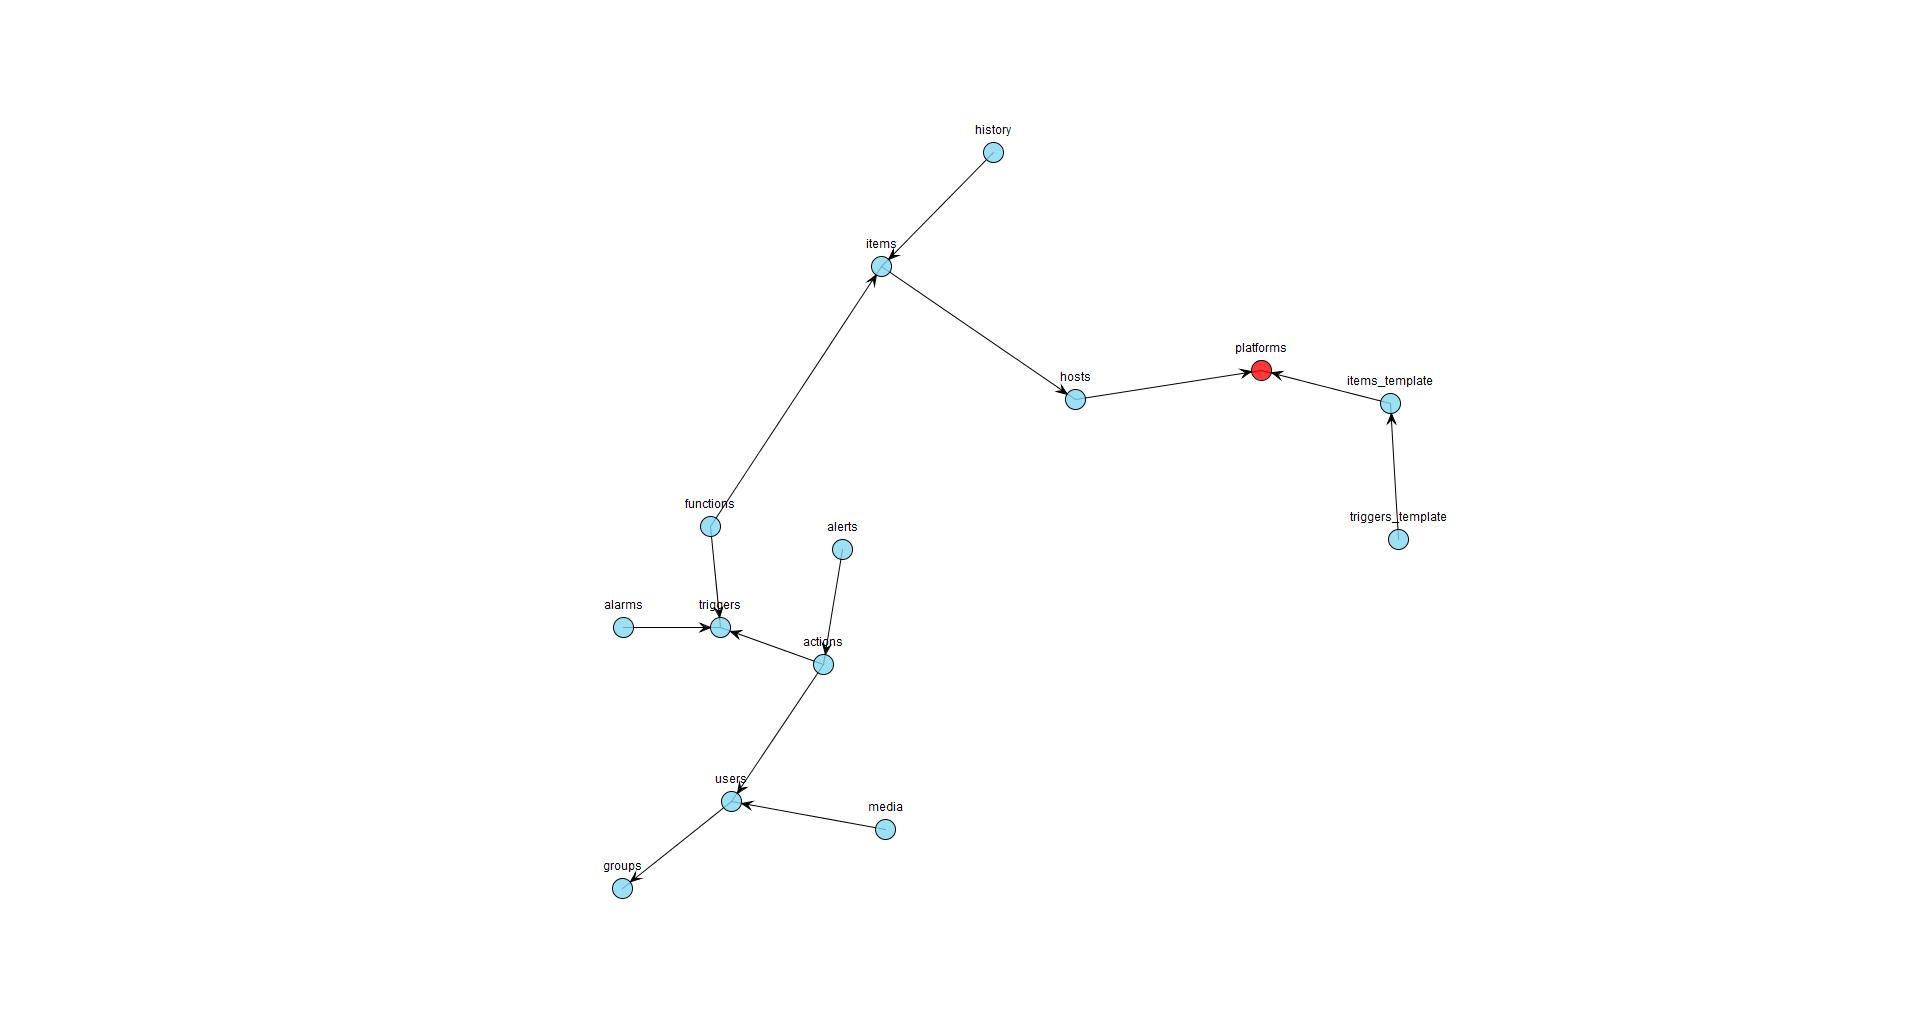 history
items
platforms
hosts
items_template
functions
triggers_template
alerts
alarms
triggers
actions
users
media
groups